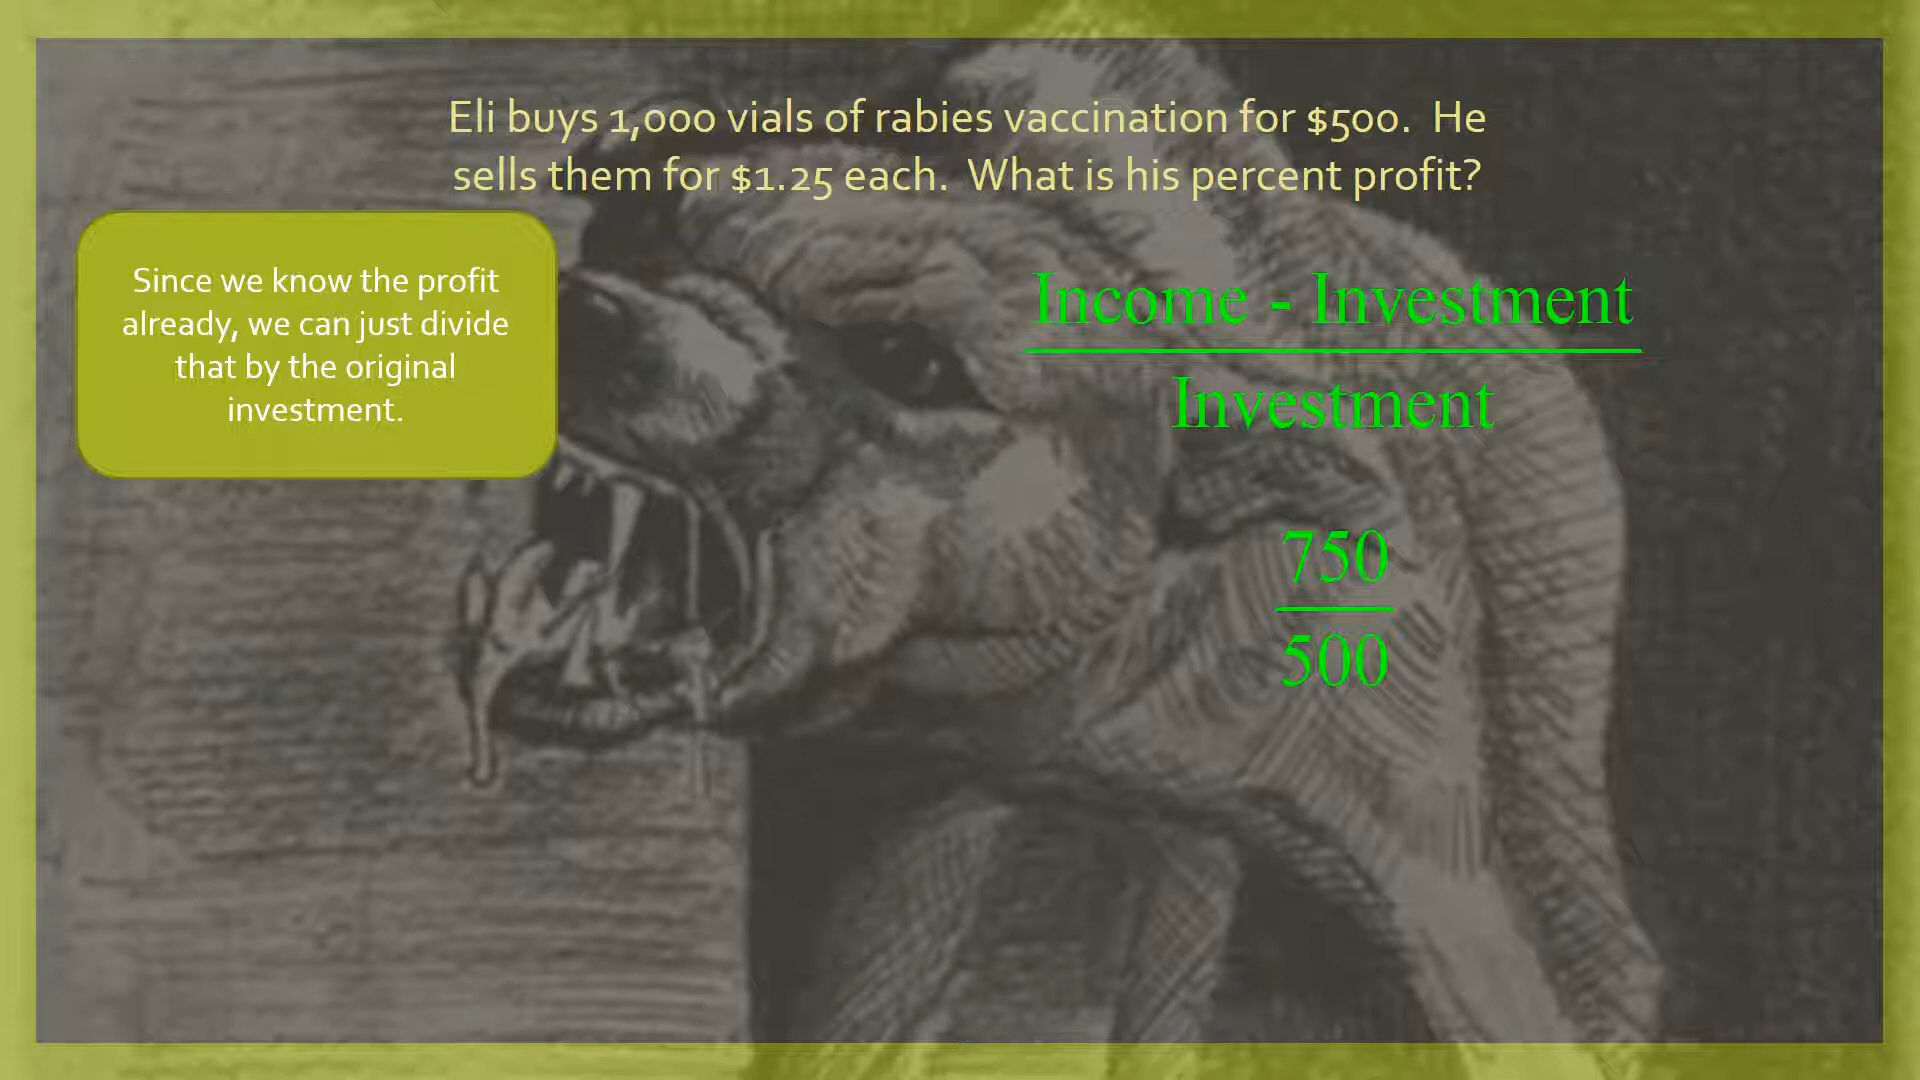 Eli buys 1,000 vials of rabies vaccination for $500. He
sells them for $1.25 each. What is his percent profit?
Since we know the profit
already, we can just divide
that by the original
investment.
Income - Investment
Investment
750
500